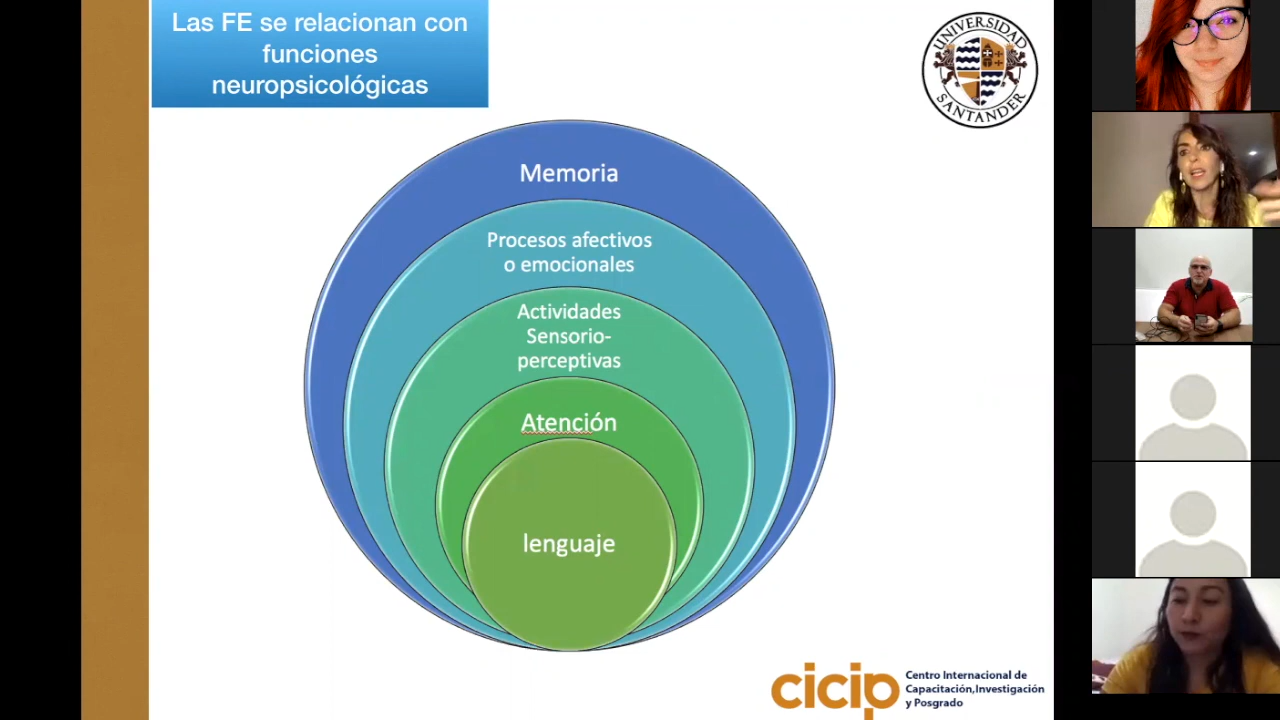 Las FE se relacionan con
funciones
neuropsicológicas
UNIVERSIDAD
SANTANDER
Memoria
Procesos afectivos
o emocionales
Actividades
Sensorio-
perceptivas
Atención
lenguaje
cicip
Centro Internacional de
Capacitación,Investigación
y Posgrado